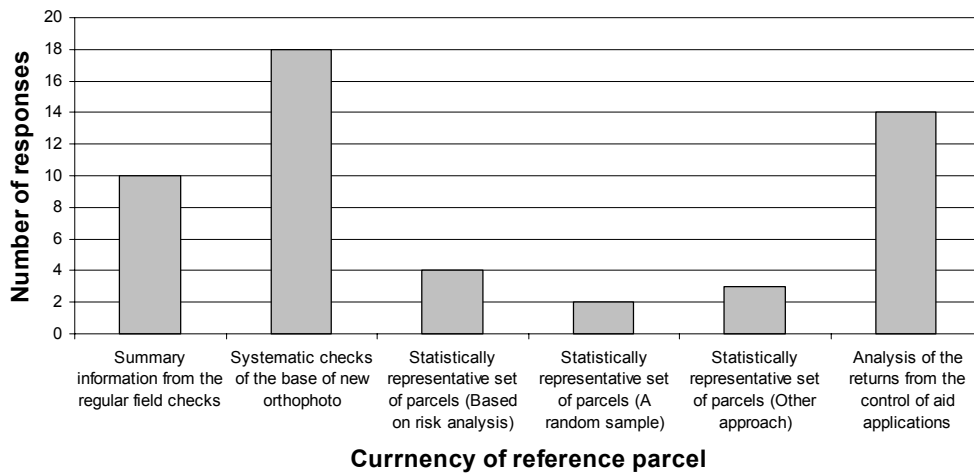 20
18
16
14
12
10
8
6
4
2
0
Number of responses
Summary
information from the
regular field checks
Systematic checks
of the base of new
orthophoto
Statistically
representative set
of parcels (Based
on risk analysis)
Statistically
representative set
of parcels (A
random sample)
Statistically
representative set
of parcels (Other
approach)
Analysis of the
returns from the
control of aid
applications
Currnency of reference parcel